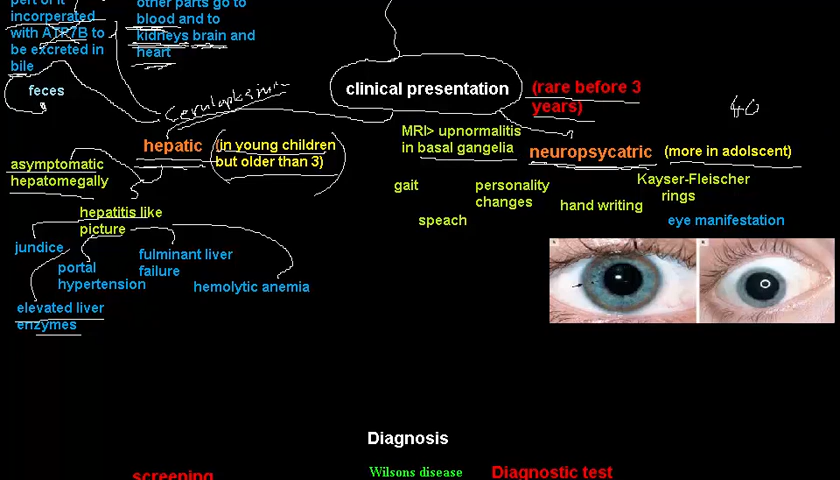 part of it
incorperated
with ATP7B to
be excreted in
bile
feces
other parts go to
blood and to
kidneys brain and
heart
Ceruloplasmin
clinical presentation
(rare before 3
years)
40
hepatic
(in young children
but older than 3)
asymptomatic
hepatomegally
hepatitis like
picture
jundice
portal
hypertension
fulminant liver
failure
hemolytic anemia
elevated liver
enzymes
MRI> upnormalitis
in basal gangelia
neuropsycatric
(more in adolscent)
gait
personality
changes
speach
hand writing
Kayser-Fleischer
rings
eye manifestation
Diagnosis
screening
Wilsons disease
Diagnostic test